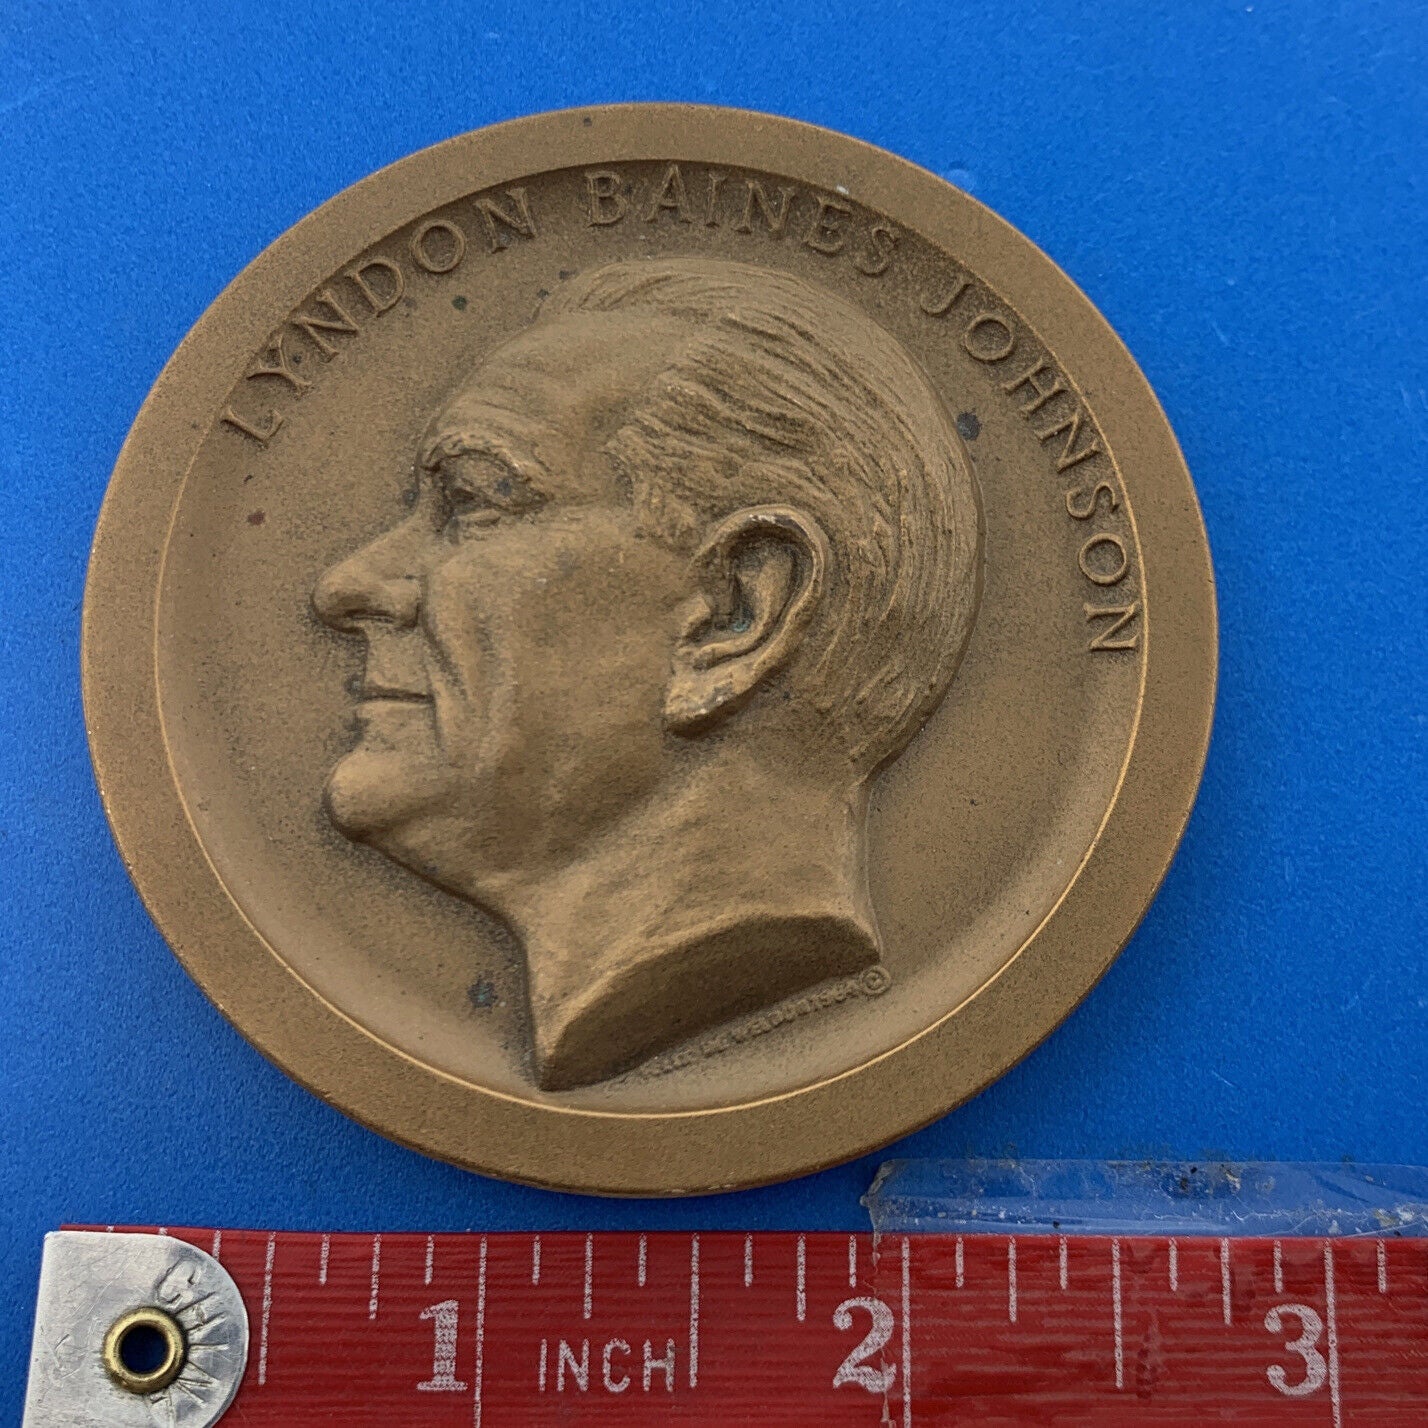 LYNDON BAINES JOHNSON
©
1 INCH 2 3